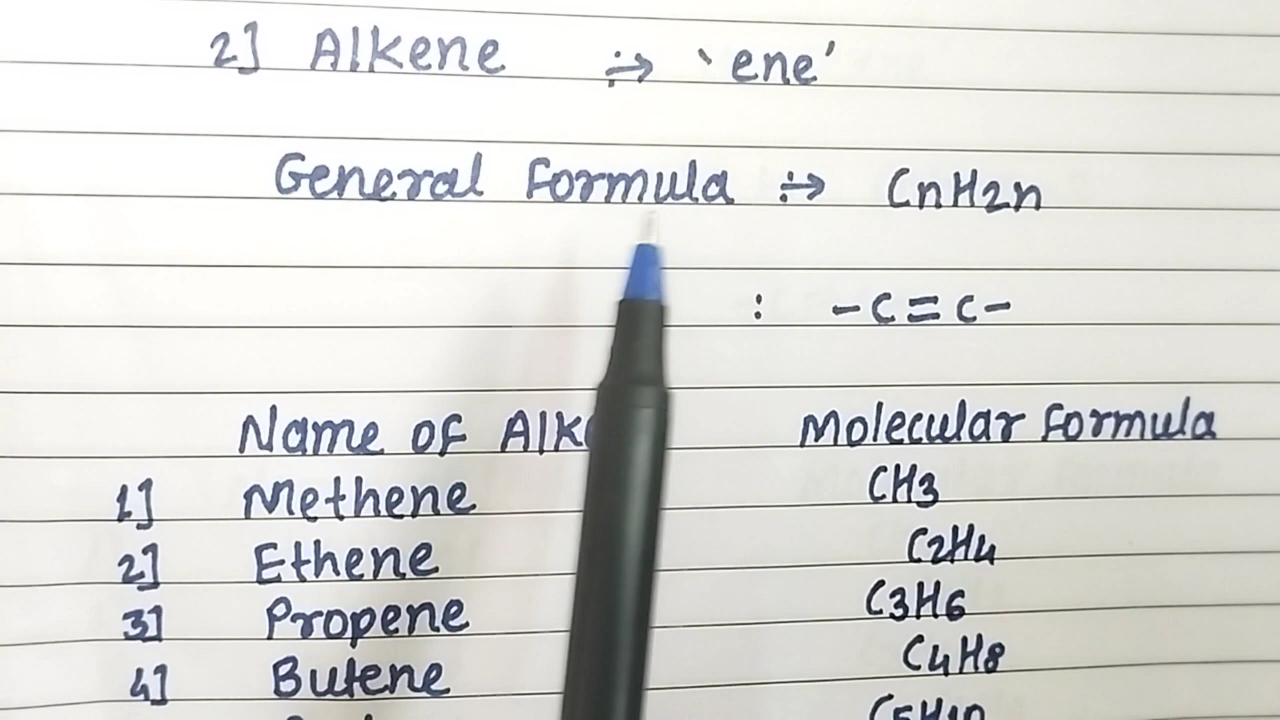 2] Alkene ÷→ 'ene'
General Formula ÷→ CnH2n
: -C=C-
Name of Molecular Formula
1] Methene CH3
2] Ethene C2H4
3] Propene C3H6
4] Butene C4H8
C5H10